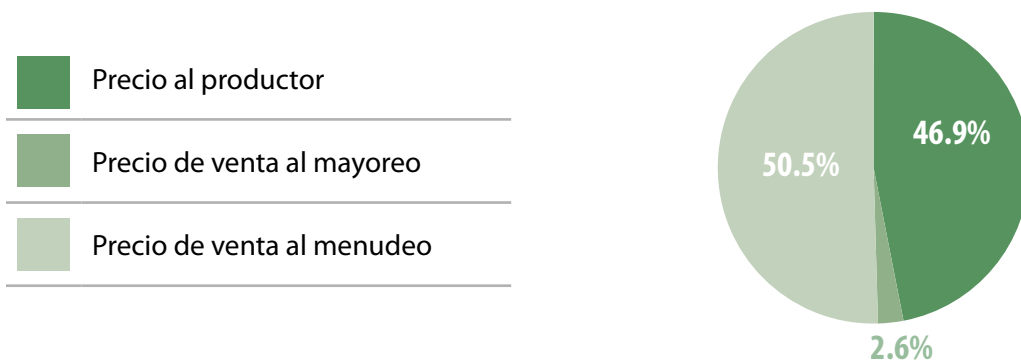 Precio al productor
Precio de venta al mayoreo
Precio de venta al menudeo
46.9%
50.5%
2.6%